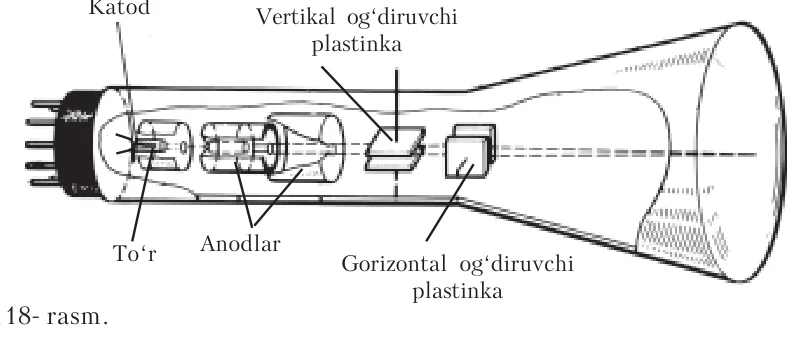 Katod
Vertikal og‘diruvchi
plastinka
To‘r
Anodlar
Gorizontal og‘diruvchi
plastinka
18- rasm.